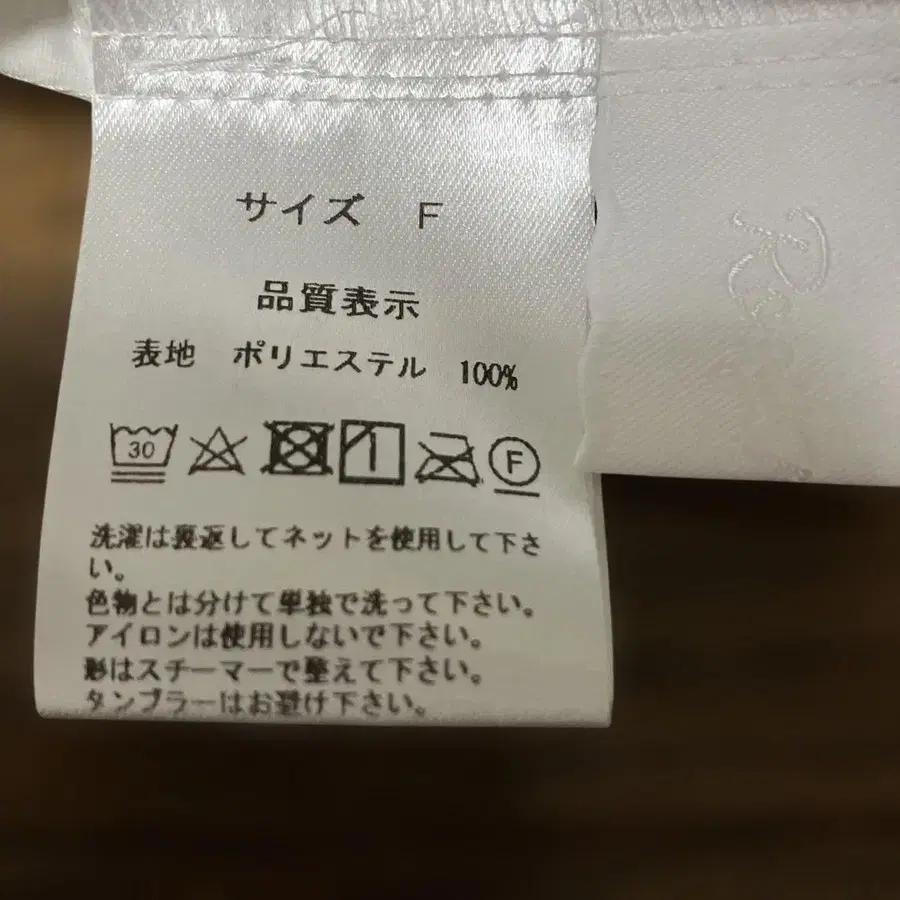 サイズ F
品質表示
表地 ポリエステル 100%
30 F
洗濯は裏返してネットを使用して下さ
い。
色物とは分けて単独で洗って下さい。
アイロンは使用しないで下さい。
形はスチーマーで整えて下さい。
タンブラーはお避け下さい。